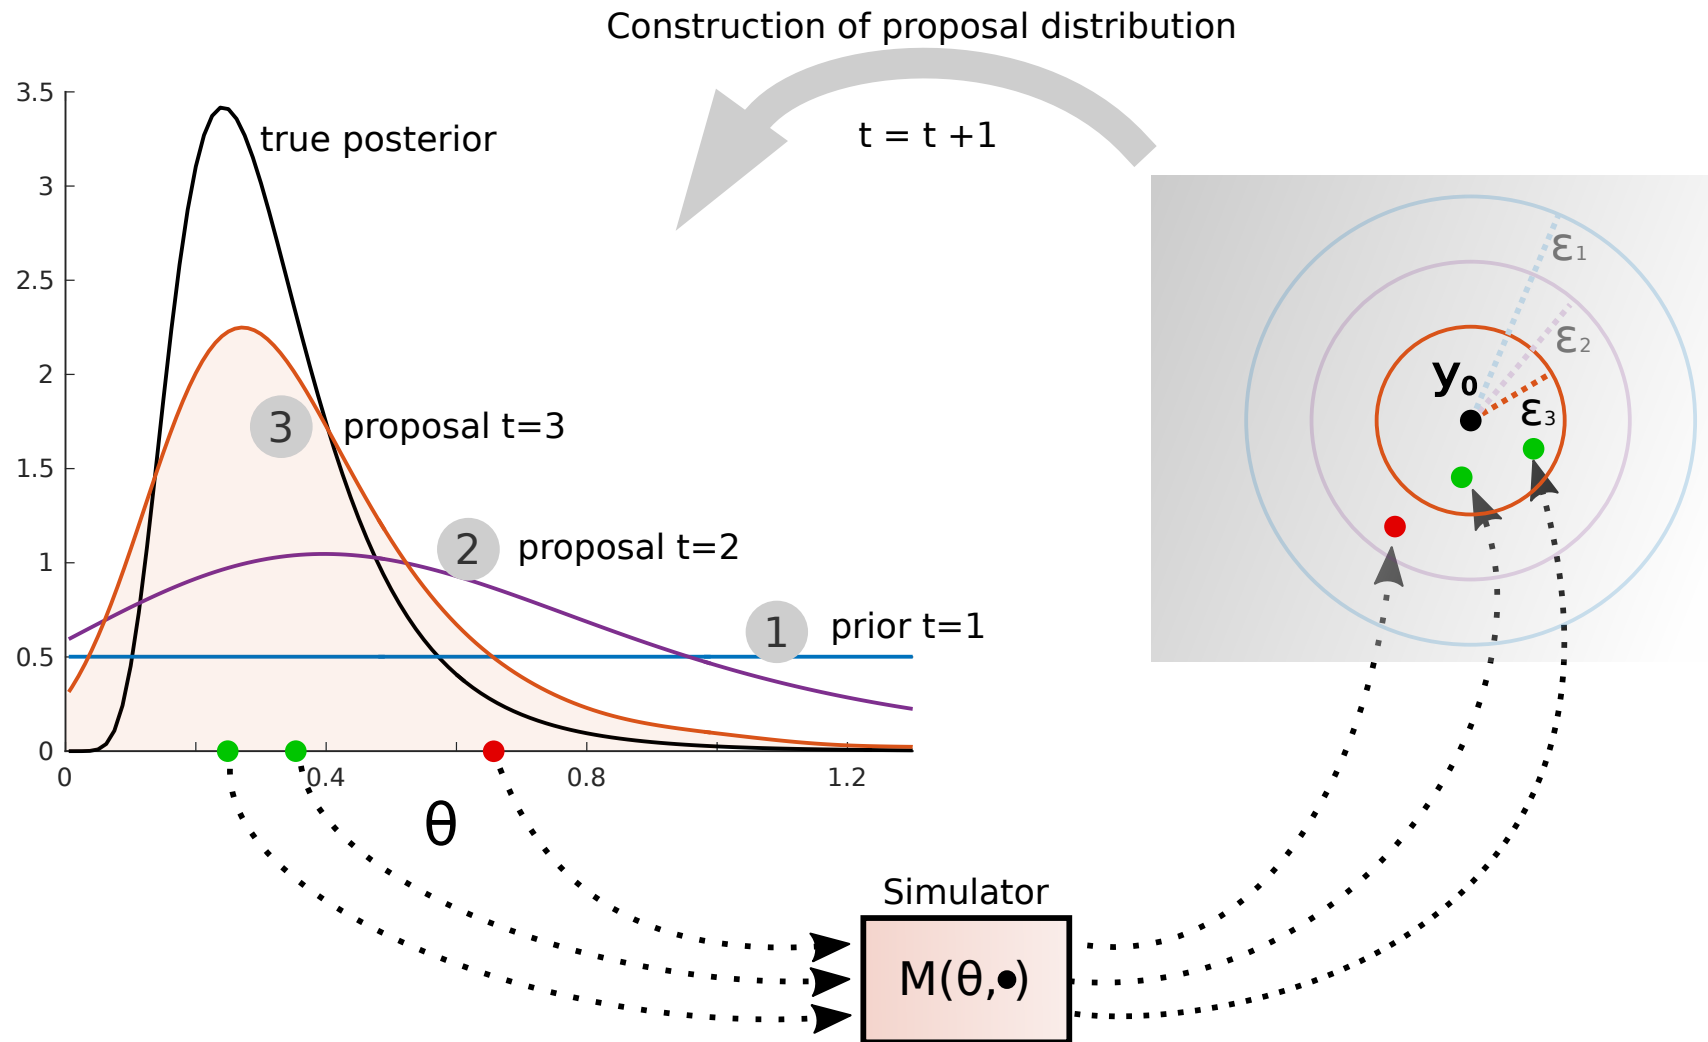 Construction of proposal distribution
t = t +1
3.5
true posterior
3
2.5
2
3 proposal t=3
1.5
2 proposal t=2
1
1 prior t=1
0.5
0
0 0.4 0.8 1.2
θ
ε1
ε2
y0
ε3
Simulator
M(θ,●)